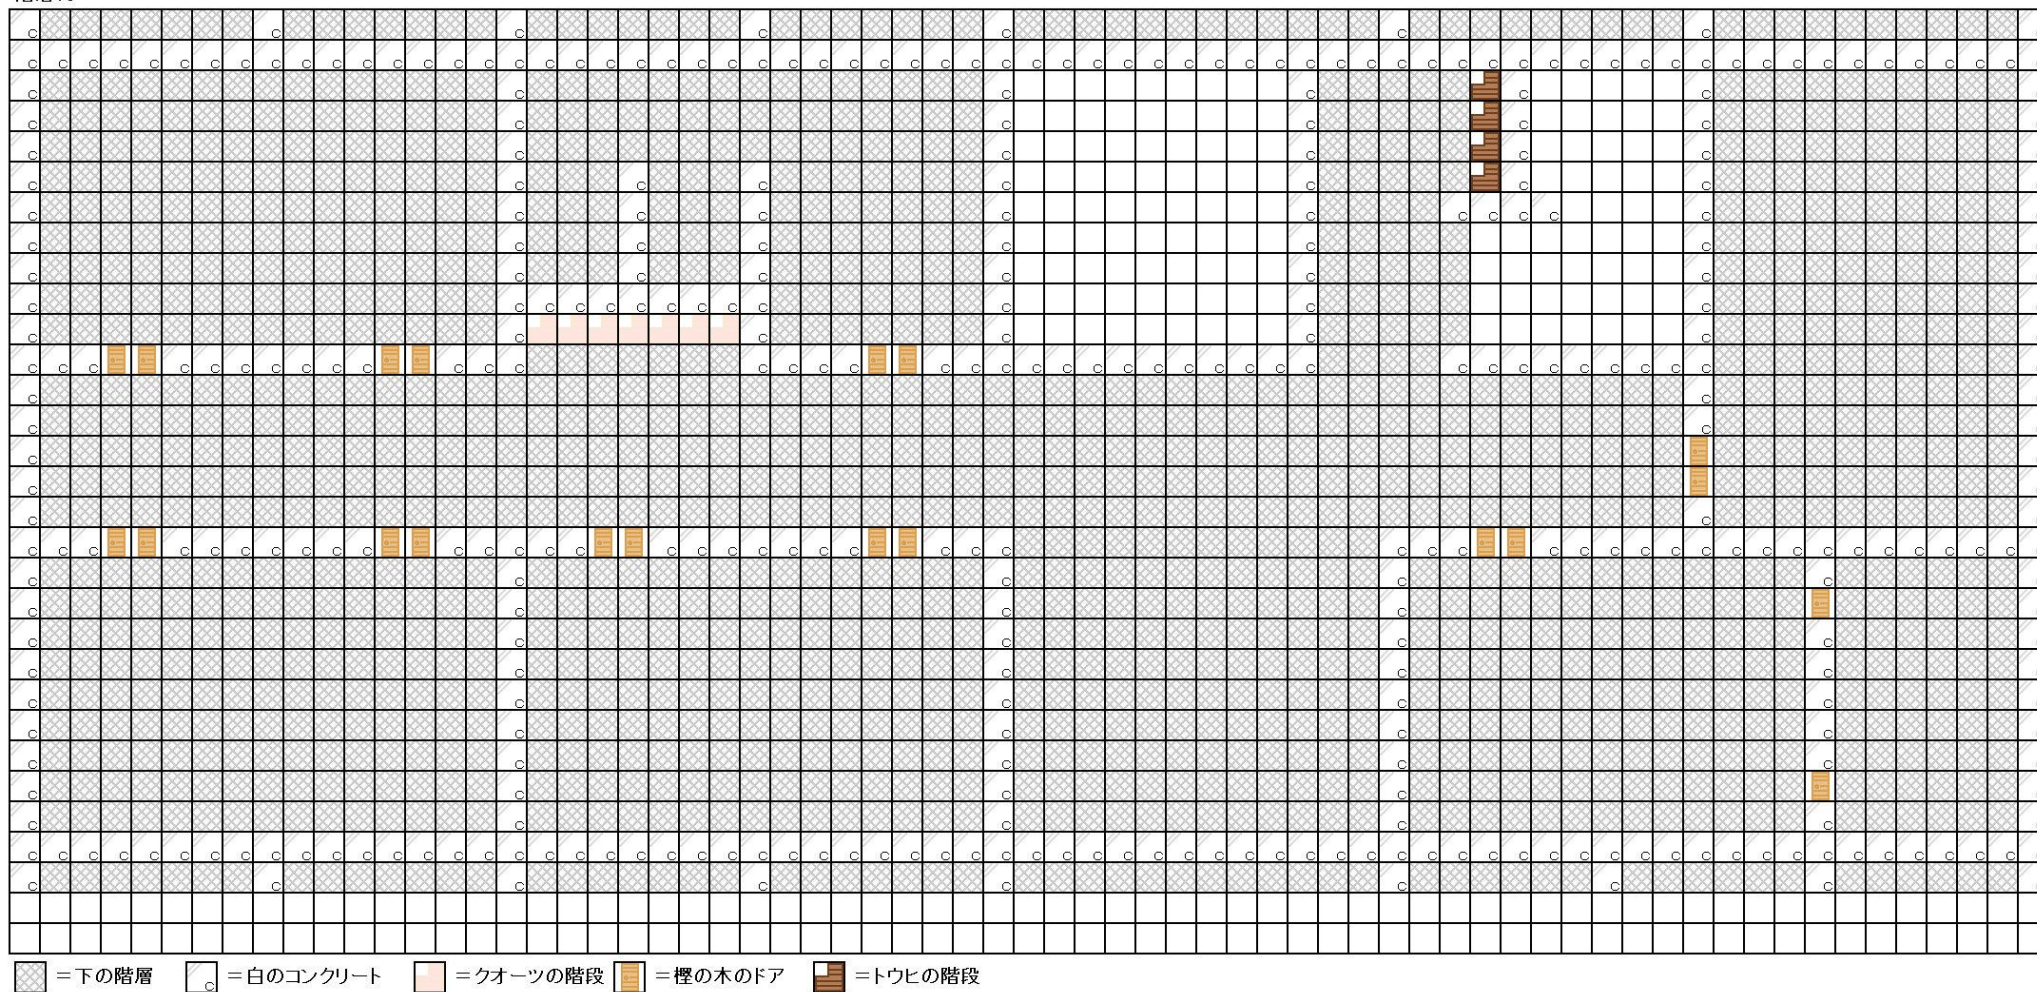 =下の階層 =白のコンクリート =クオーツの階段 =樫の木のドア =トウヒの階段